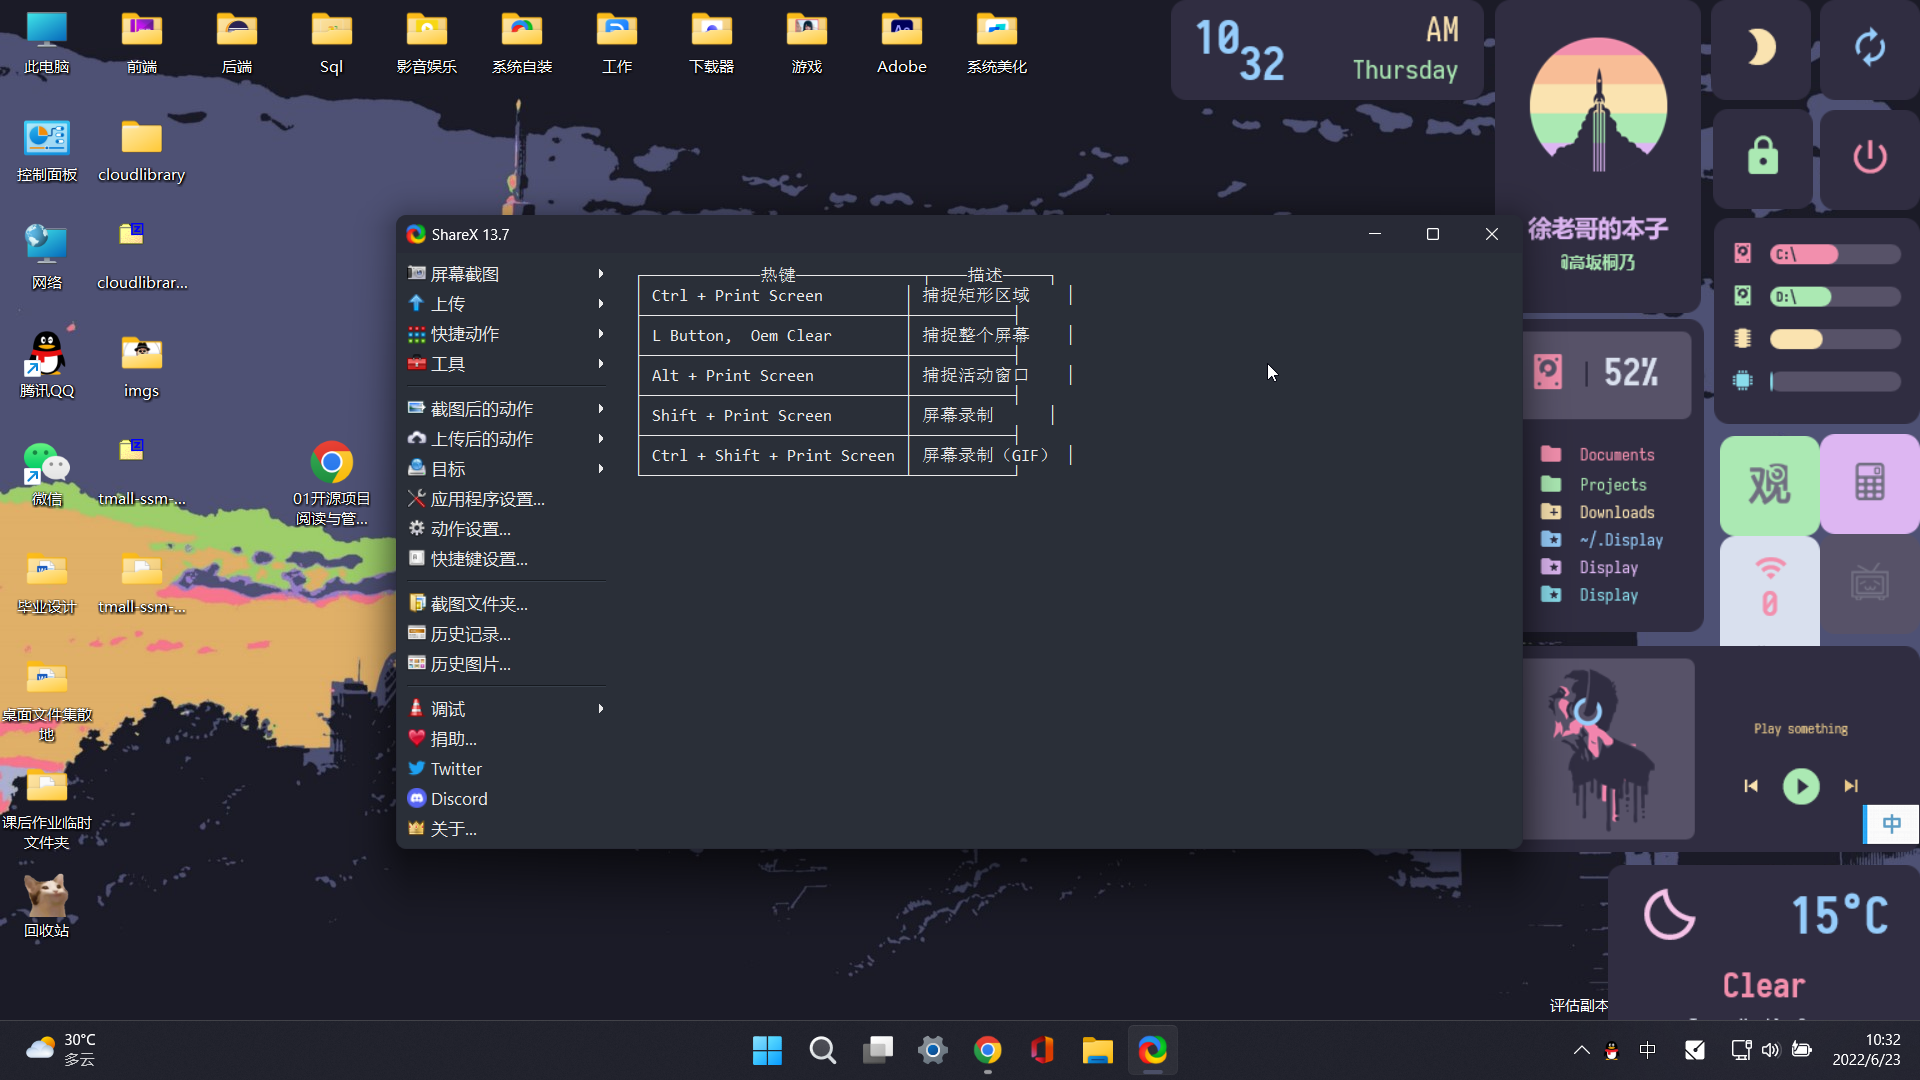 此电脑
前端
后端
Sql
影音娱乐
系统自装
工作
下载器
游戏
Adobe
系统美化
10
32
AM
Thursday
控制面板
cloudlibrary
网络
cloudlibrar...
腾讯QQ
imgs
微信
tmall-ssm-...
01开源项目
阅读与管...
毕业设计
tmall-ssm-...
桌面文件集散
地
课后作业临时
文件夹
回收站
ShareX 13.7
屏幕截图
上传
快捷动作
工具
截图后的动作
上传后的动作
目标
应用程序设置...
动作设置...
快捷键设置...
截图文件夹...
历史记录...
历史图片...
调试
捐助...
Twitter
Discord
关于...
热键 描述
Ctrl + Print Screen 捕捉矩形区域
L Button, Oem Clear 捕捉整个屏幕
Alt + Print Screen 捕捉活动窗口
Shift + Print Screen 屏幕录制
Ctrl + Shift + Print Screen 屏幕录制（GIF）
徐老哥的本子
@高坂桐乃
C:\
D:\
52%
Documents
Projects
Downloads
~/.Display
Display
Display
观
0
Play something
中
15°C
Clear
评估副本
30°C
多云
中
10:32
2022/6/23